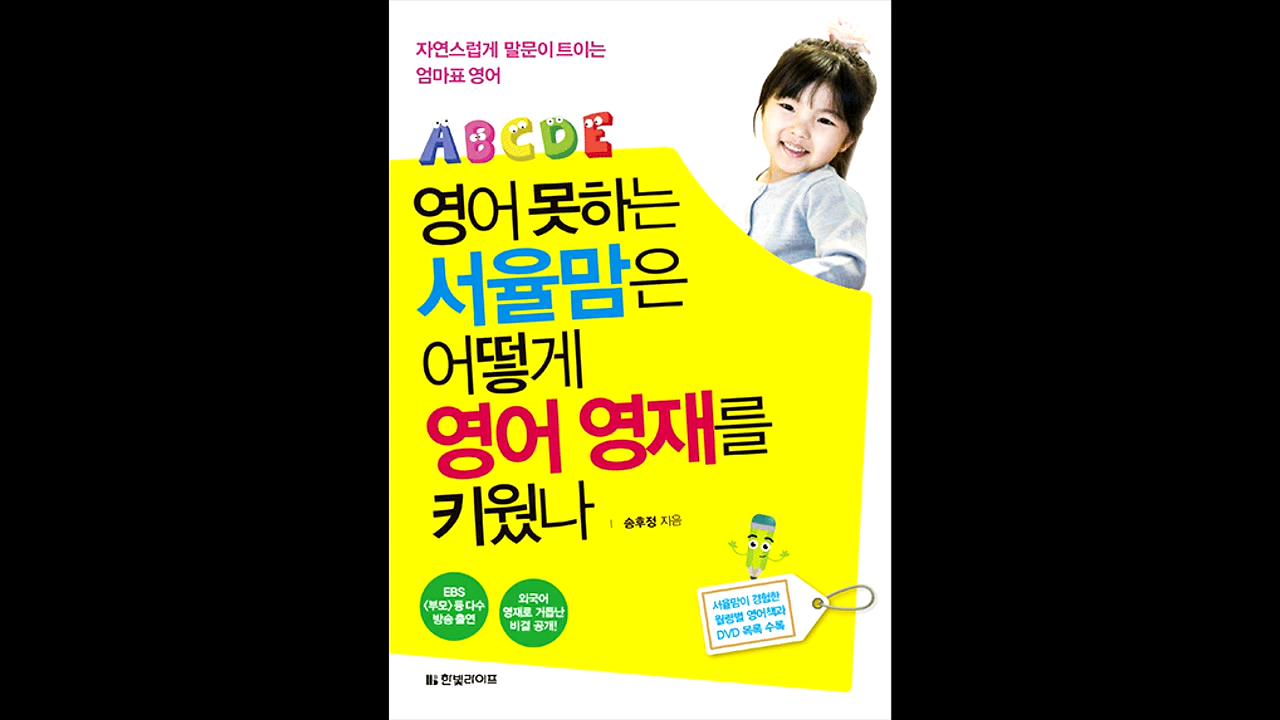 자연스럽게 말문이 트이는
엄마표 영어
ABCDE
영어 못하는
서율맘은
어떻게
영어 영재를
키웠나
송후정 지음
EBS
〈부모〉 등 다수
방송 출연
외국어
영재로 거듭난
비결 공개!
서율맘이 경험한
월령별 영어책과
DVD 목록 수록
한빛라이프